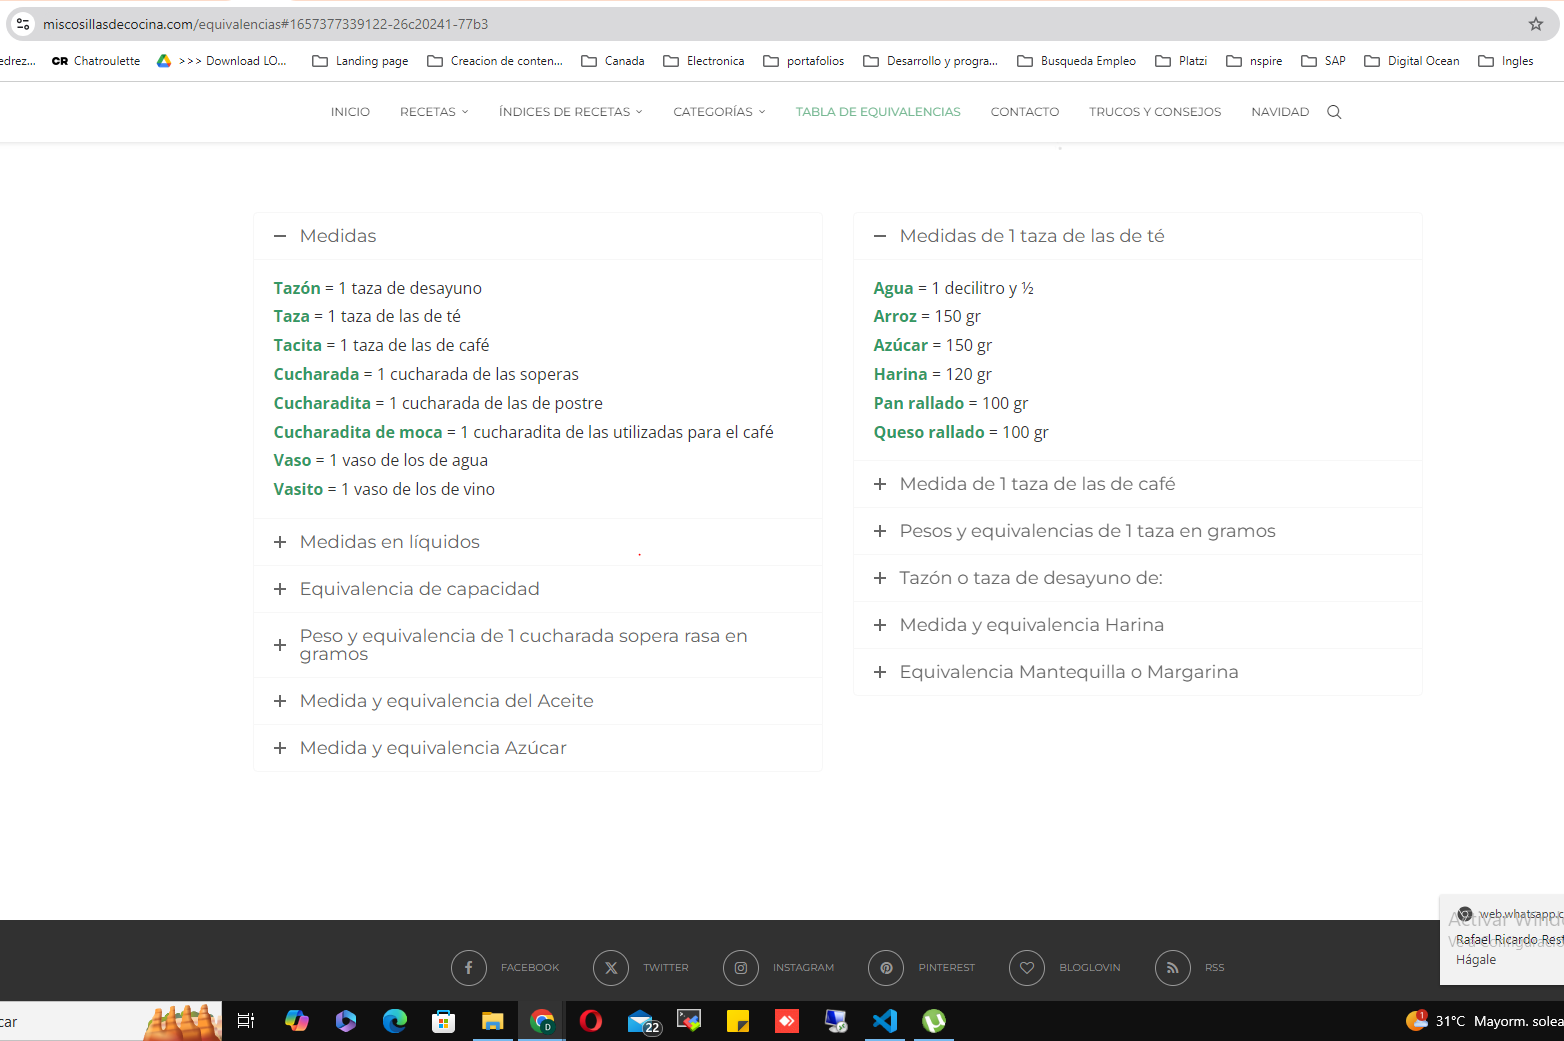 miscosillasdecocina.com/equivalencias#1657377339122-26c20241-77b3
edrez... CR Chatroulette >>> Download LO... Landing page Creacion de conten... Canada Electronica portafolios Desarrollo y progra... Busqueda Empleo Platzi nspire SAP Digital Ocean Ingles
INICIO RECETAS ÍNDICES DE RECETAS CATEGORÍAS TABLA DE EQUIVALENCIAS CONTACTO TRUCOS Y CONSEJOS NAVIDAD
Medidas
Tazón = 1 taza de desayuno
Taza = 1 taza de las de té
Tacita = 1 taza de las de café
Cucharada = 1 cucharada de las soperas
Cucharadita = 1 cucharada de las de postre
Cucharadita de moca = 1 cucharadita de las utilizadas para el café
Vaso = 1 vaso de los de agua
Vasito = 1 vaso de los de vino
Medidas en líquidos
Equivalencia de capacidad
Peso y equivalencia de 1 cucharada sopera rasa en
gramos
Medida y equivalencia del Aceite
Medida y equivalencia Azúcar
Medidas de 1 taza de las de té
Agua = 1 decilitro y ½
Arroz = 150 gr
Azúcar = 150 gr
Harina = 120 gr
Pan rallado = 100 gr
Queso rallado = 100 gr
Medida de 1 taza de las de café
Pesos y equivalencias de 1 taza en gramos
Tazón o taza de desayuno de:
Medida y equivalencia Harina
Equivalencia Mantequilla o Margarina
FACEBOOK TWITTER INSTAGRAM PINTEREST BLOGLOVIN RSS
Activar Windo
web.whatsapp.c
Rafael Ricardo Rest
Hágale
car
22
1
31°C Mayorm. solea